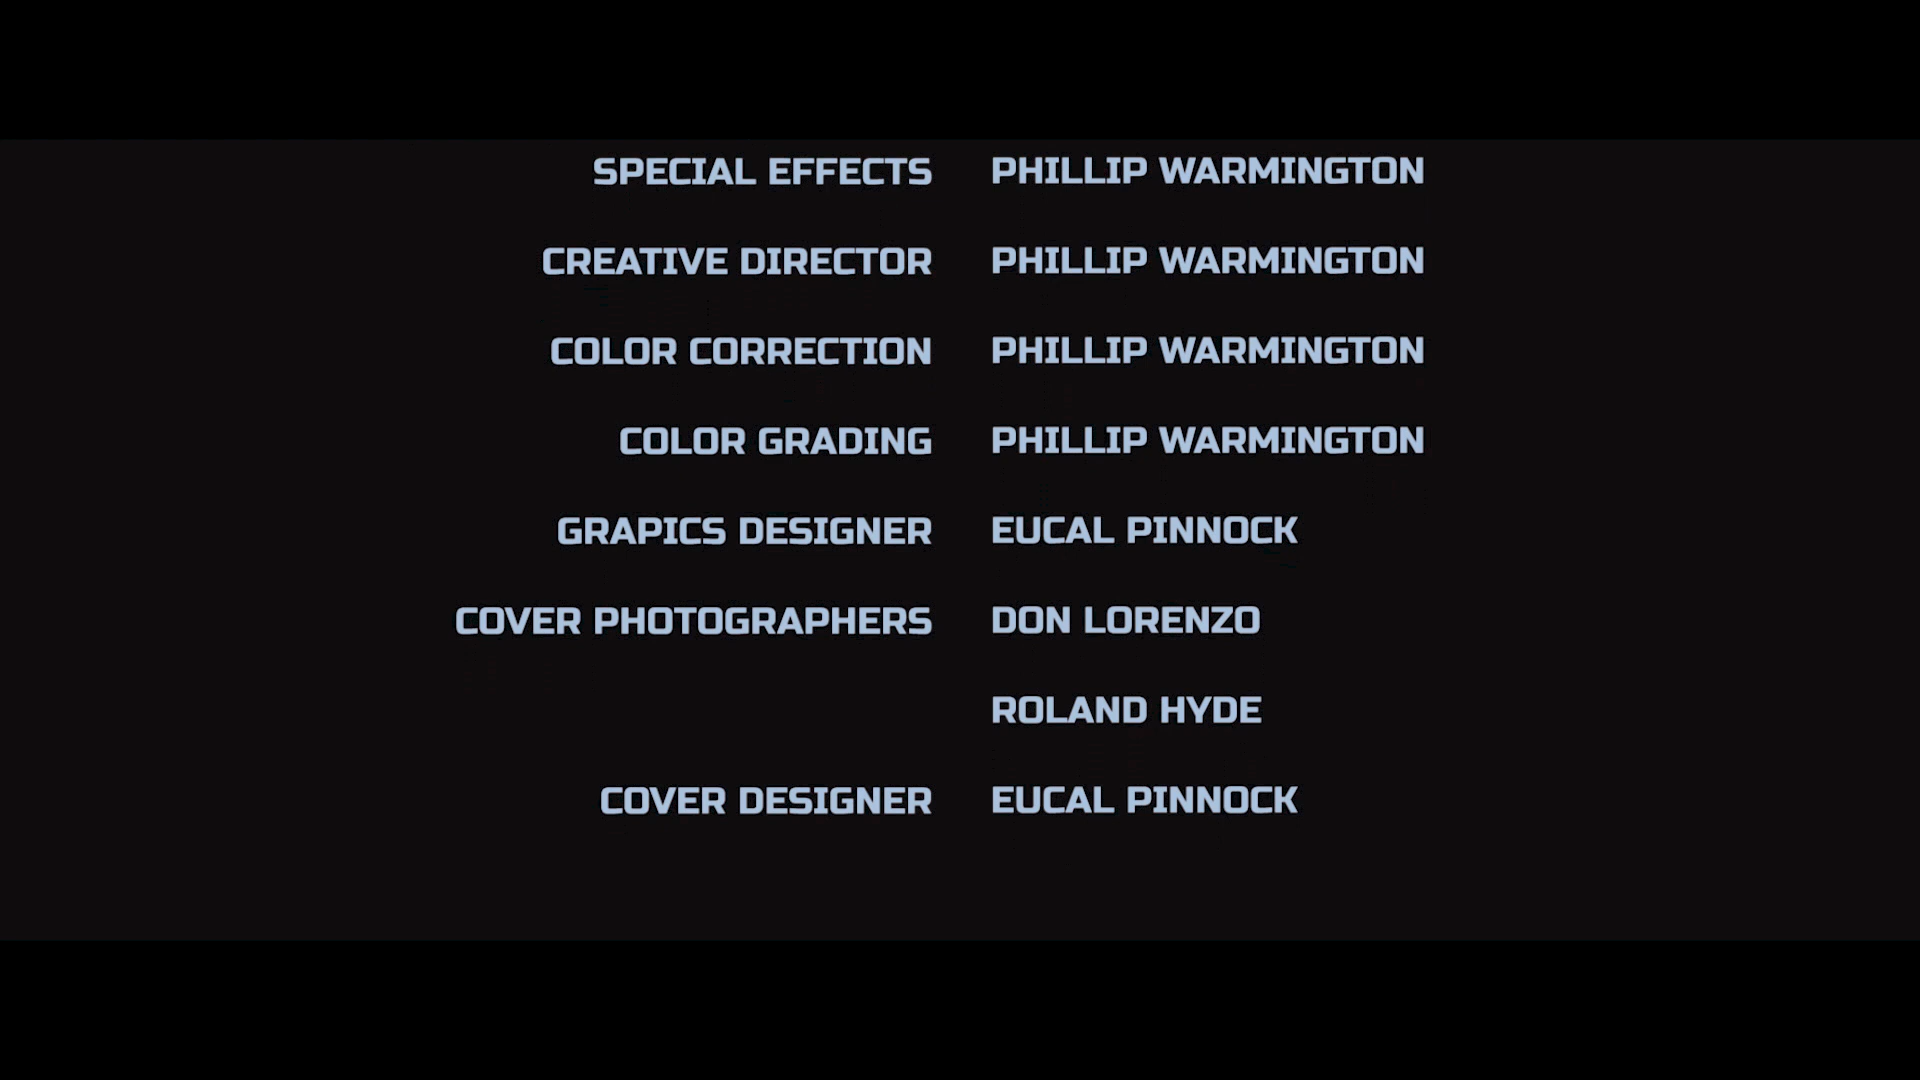 SPECIAL EFFECTS PHILLIP WARMINGTON
CREATIVE DIRECTOR PHILLIP WARMINGTON
COLOR CORRECTION PHILLIP WARMINGTON
COLOR GRADING PHILLIP WARMINGTON
GRAPICS DESIGNER EUCAL PINNOCK
COVER PHOTOGRAPHERS DON LORENZO
ROLAND HYDE
COVER DESIGNER EUCAL PINNOCK